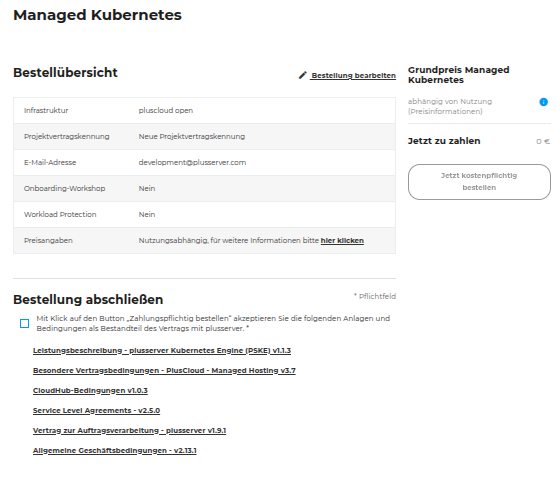 Managed Kubernetes
Bestellübersicht
Bestellung bearbeiten
Infrastruktur pluscloud open
Projektvertragskennung Neue Projektvertragskennung
E-Mail-Adresse development@plusserver.com
Onboarding-Workshop Nein
Workload Protection Nein
Preisangaben Nutzungsabhängig, für weitere Informationen bitte hier klicken
Grundpreis Managed
Kubernetes
abhängig von Nutzung
(Preisinformationen)
Jetzt zu zahlen 0 €
Jetzt kostenpflichtig
bestellen
Bestellung abschließen
* Pflichtfeld
Mit Klick auf den Button „Zahlungspflichtig bestellen" akzeptieren Sie die folgenden Anlagen und
Bedingungen als Bestandteil des Vertrags mit plusserver. *
Leistungsbeschreibung - plusserver Kubernetes Engine (PSKE) v1.1.3
Besondere Vertragsbedingungen - PlusCloud - Managed Hosting v3.7
CloudHub-Bedingungen v1.0.3
Service Level Agreements - v2.5.0
Vertrag zur Auftragsverarbeitung - plusserver v1.9.1
Allgemeine Geschäftsbedingungen - v2.13.1